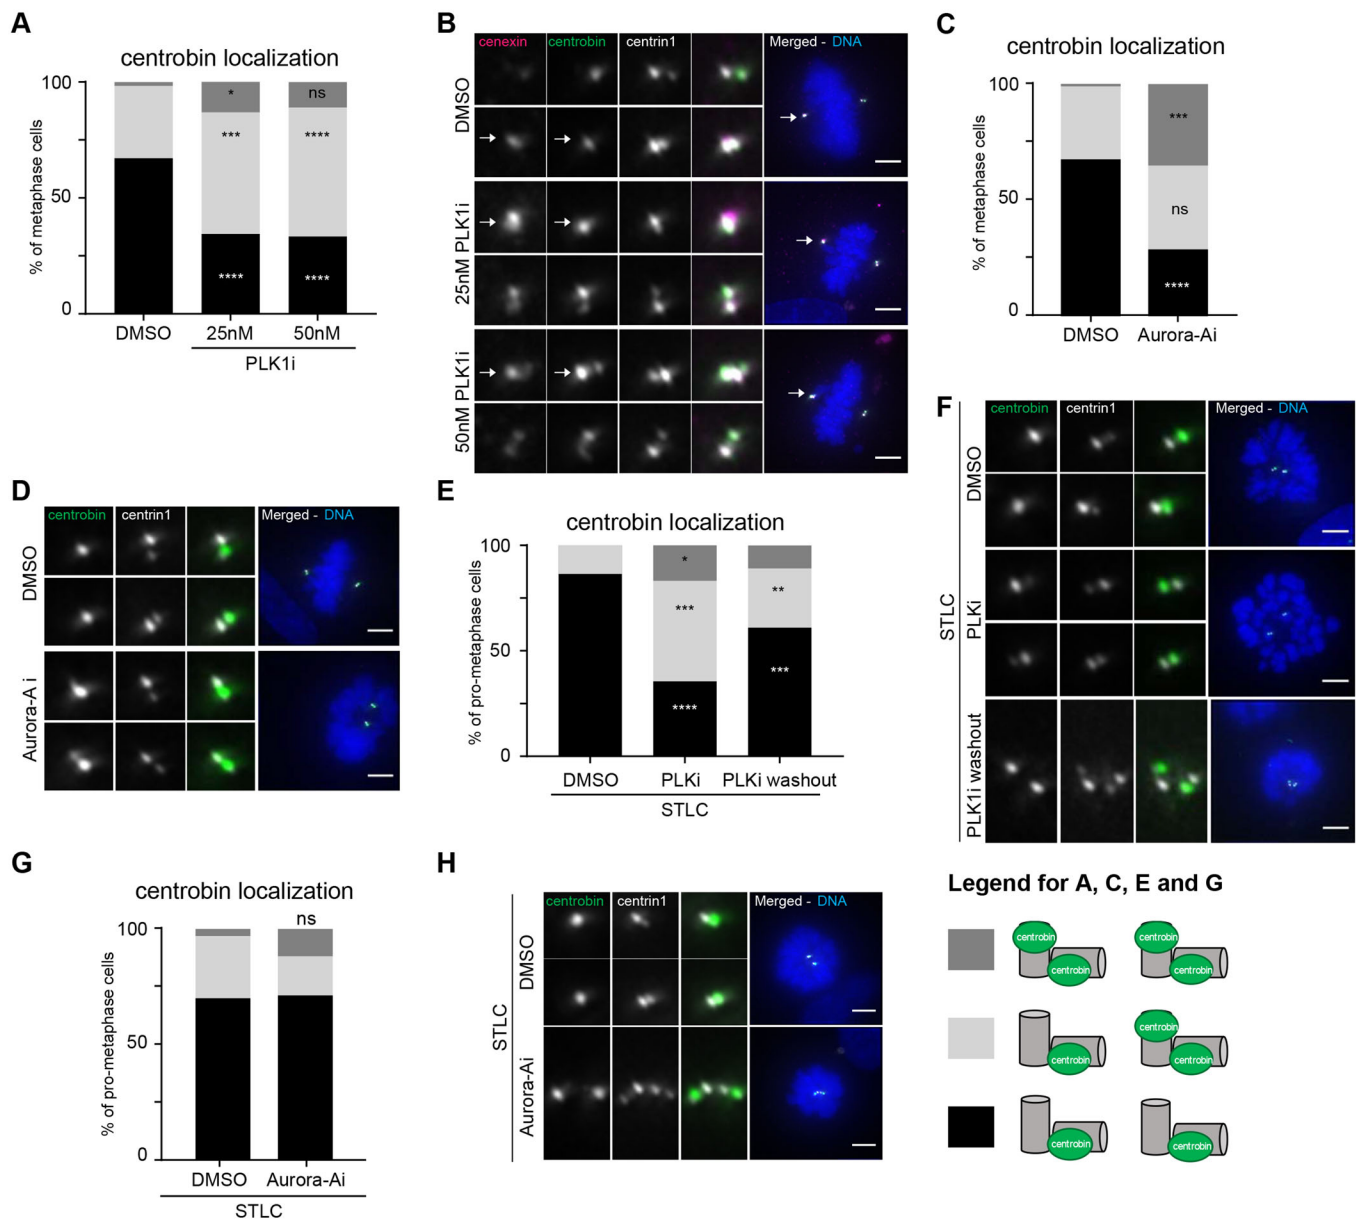 A
centrobin localization
% of metaphase cells
100
50
0
*
ns
***
****
****
****
DMSO
25nM
50nM
PLK1i
B
cenexin
centrobin
centrin1
Merged - DNA
DMSO
25nM PLK1i
50nM PLK1i
C
centrobin localization
% of metaphase cells
100
50
0
***
ns
****
DMSO
Aurora-Ai
D
centrobin
centrin1
Merged - DNA
DMSO
Aurora-A i
E
centrobin localization
% of pro-metaphase cells
100
50
0
*
***
**
****
***
DMSO
PLKi
PLKi washout
STLC
F
centrobin
centrin1
Merged - DNA
STLC
DMSO
PLKi
PLK1i washout
G
centrobin localization
% of pro-metaphase cells
100
50
0
ns
DMSO
Aurora-Ai
STLC
H
centrobin
centrin1
Merged - DNA
STLC
DMSO
Aurora-Ai
Legend for A, C, E and G
centrobin
centrobin
centrobin
centrobin
centrobin
centrobin
centrobin
centrobin
centrobin